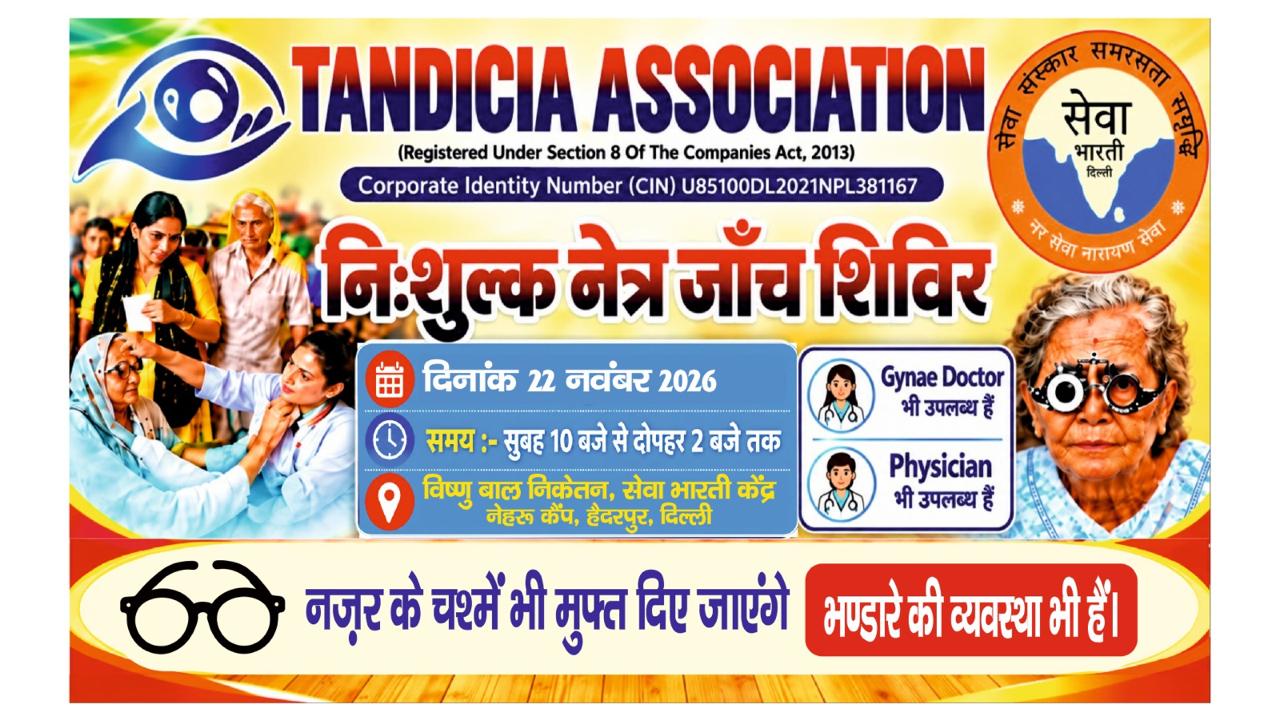 TANDICIA ASSOCIATION
(Registered Under Section 8 Of The Companies Act, 2013)
Corporate Identity Number (CIN) U85100DL2021NPL381167
सेवा संस्कार समरसता समृद्धि
सेवा
भारती
दिल्ली
नर सेवा नारायण सेवा
निःशुल्क नेत्र जाँच शिविर
दिनांक 22 नवंबर 2026
समय :- सुबह 10 बजे से दोपहर 2 बजे तक
विष्णु बाल निकेतन, सेवा भारती केंद्र
नेहरू कैंप, हैदरपुर, दिल्ली
Gynae Doctor
भी उपलब्ध हैं
Physician
भी उपलब्ध हैं
नज़र के चश्में भी मुफ्त दिए जाएंगे
भण्डारे की व्यवस्था भी हैं।